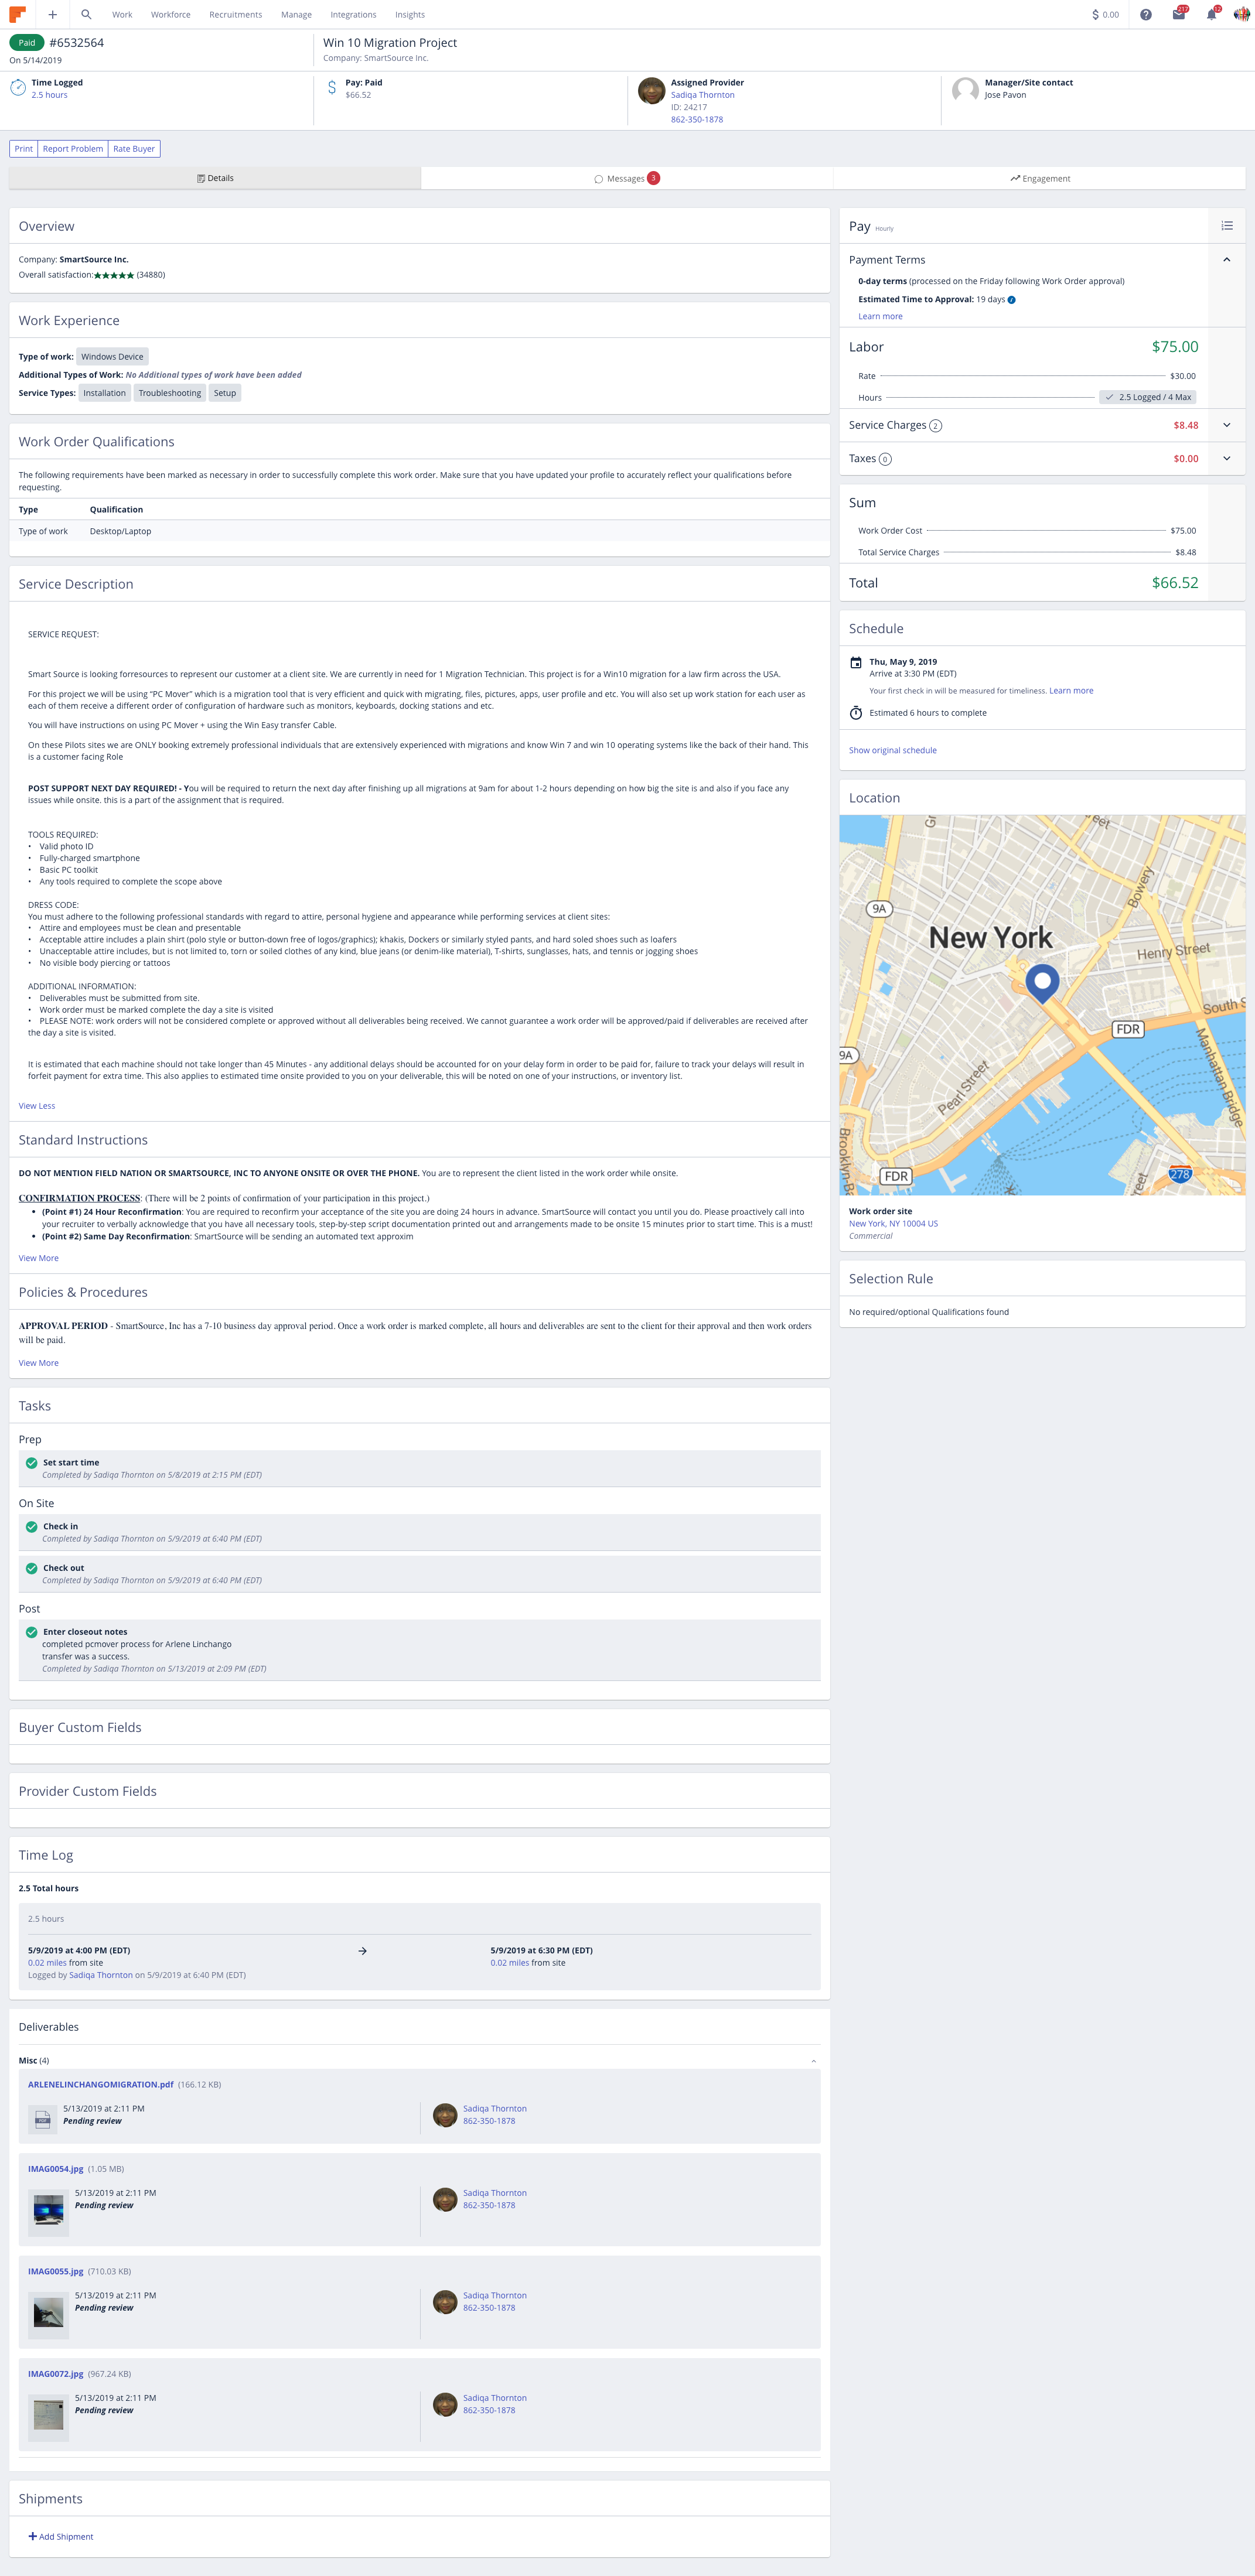 Work Workforce Recruitments Manage Integrations Insights $ 0.00 217 12
Paid #6532564
On 5/14/2019
Win 10 Migration Project
Company: SmartSource Inc.
Time Logged
2.5 hours
Pay: Paid
$66.52
Assigned Provider
Sadiqa Thornton
ID: 24217
862-350-1878
Manager/Site contact
Jose Pavon
Print Report Problem Rate Buyer
Details Messages 3 Engagement
Overview
Company: SmartSource Inc.
Overall satisfaction:★★★★★ (34880)
Work Experience
Type of work: Windows Device
Additional Types of Work: No Additional types of work have been added
Service Types: Installation Troubleshooting Setup
Work Order Qualifications
The following requirements have been marked as necessary in order to successfully complete this work order. Make sure that you have updated your profile to accurately reflect your qualifications before
requesting.
Type Qualification
Type of work Desktop/Laptop
Service Description
SERVICE REQUEST:
Smart Source is looking forresources to represent our customer at a client site. We are currently in need for 1 Migration Technician. This project is for a Win10 migration for a law firm across the USA.
For this project we will be using “PC Mover” which is a migration tool that is very efficient and quick with migrating, files, pictures, apps, user profile and etc. You will also set up work station for each user as
each of them receive a different order of configuration of hardware such as monitors, keyboards, docking stations and etc.
You will have instructions on using PC Mover + using the Win Easy transfer Cable.
On these Pilots sites we are ONLY booking extremely professional individuals that are extensively experienced with migrations and know Win 7 and win 10 operating systems like the back of their hand. This
is a customer facing Role
POST SUPPORT NEXT DAY REQUIRED! - You will be required to return the next day after finishing up all migrations at 9am for about 1-2 hours depending on how big the site is and also if you face any
issues while onsite. this is a part of the assignment that is required.
TOOLS REQUIRED:
• Valid photo ID
• Fully-charged smartphone
• Basic PC toolkit
• Any tools required to complete the scope above
DRESS CODE:
You must adhere to the following professional standards with regard to attire, personal hygiene and appearance while performing services at client sites:
• Attire and employees must be clean and presentable
• Acceptable attire includes a plain shirt (polo style or button-down free of logos/graphics); khakis, Dockers or similarly styled pants, and hard soled shoes such as loafers
• Unacceptable attire includes, but is not limited to, torn or soiled clothes of any kind, blue jeans (or denim-like material), T-shirts, sunglasses, hats, and tennis or jogging shoes
• No visible body piercing or tattoos
ADDITIONAL INFORMATION:
• Deliverables must be submitted from site.
• Work order must be marked complete the day a site is visited
• PLEASE NOTE: work orders will not be considered complete or approved without all deliverables being received. We cannot guarantee a work order will be approved/paid if deliverables are received after
the day a site is visited.
It is estimated that each machine should not take longer than 45 Minutes - any additional delays should be accounted for on your delay form in order to be paid for, failure to track your delays will result in
forfeit payment for extra time. This also applies to estimated time onsite provided to you on your deliverable, this will be noted on one of your instructions, or inventory list.
View Less
Standard Instructions
DO NOT MENTION FIELD NATION OR SMARTSOURCE, INC TO ANYONE ONSITE OR OVER THE PHONE. You are to represent the client listed in the work order while onsite.
CONFIRMATION PROCESS: (There will be 2 points of confirmation of your participation in this project.)
• (Point #1) 24 Hour Reconfirmation: You are required to reconfirm your acceptance of the site you are doing 24 hours in advance. SmartSource will contact you until you do. Please proactively call into
your recruiter to verbally acknowledge that you have all necessary tools, step-by-step script documentation printed out and arrangements made to be onsite 15 minutes prior to start time. This is a must!
• (Point #2) Same Day Reconfirmation: SmartSource will be sending an automated text approxim
View More
Policies & Procedures
APPROVAL PERIOD - SmartSource, Inc has a 7-10 business day approval period. Once a work order is marked complete, all hours and deliverables are sent to the client for their approval and then work orders
will be paid.
View More
Tasks
Prep
Set start time
Completed by Sadiqa Thornton on 5/8/2019 at 2:15 PM (EDT)
On Site
Check in
Completed by Sadiqa Thornton on 5/9/2019 at 6:40 PM (EDT)
Check out
Completed by Sadiqa Thornton on 5/9/2019 at 6:40 PM (EDT)
Post
Enter closeout notes
completed pcmover process for Arlene Linchango
transfer was a success.
Completed by Sadiqa Thornton on 5/13/2019 at 2:09 PM (EDT)
Buyer Custom Fields
Provider Custom Fields
Time Log
2.5 Total hours
2.5 hours
5/9/2019 at 4:00 PM (EDT) → 5/9/2019 at 6:30 PM (EDT)
0.02 miles from site 0.02 miles from site
Logged by Sadiqa Thornton on 5/9/2019 at 6:40 PM (EDT)
Deliverables
Misc (4)
ARLENELINCHANGOMIGRATION.pdf (166.12 KB)
PDF
5/13/2019 at 2:11 PM Sadiqa Thornton
Pending review 862-350-1878
IMAG0054.jpg (1.05 MB)
5/13/2019 at 2:11 PM Sadiqa Thornton
Pending review 862-350-1878
IMAG0055.jpg (710.03 KB)
5/13/2019 at 2:11 PM Sadiqa Thornton
Pending review 862-350-1878
IMAG0072.jpg (967.24 KB)
5/13/2019 at 2:11 PM Sadiqa Thornton
Pending review 862-350-1878
Shipments
+ Add Shipment
Pay Hourly
Payment Terms
0-day terms (processed on the Friday following Work Order approval)
Estimated Time to Approval: 19 days
Learn more
Labor $75.00
Rate $30.00
Hours 2.5 Logged / 4 Max
Service Charges 2 $8.48
Taxes 0 $0.00
Sum
Work Order Cost $75.00
Total Service Charges $8.48
Total $66.52
Schedule
Thu, May 9, 2019
Arrive at 3:30 PM (EDT)
Your first check in will be measured for timeliness. Learn more
Estimated 6 hours to complete
Show original schedule
Location
Bowery
9A
New York
Henry Street
South S
FDR
9A
Manhattan Bridge
Pearl Street
Brooklyn-B
FDR
278
Work order site
New York, NY 10004 US
Commercial
Selection Rule
No required/optional Qualifications found